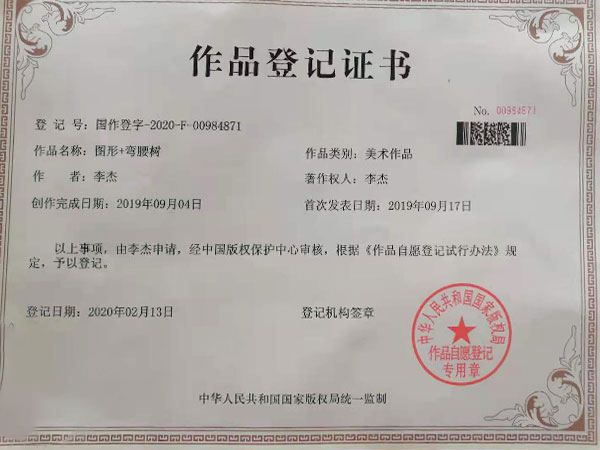 作品登记证书
No. 00984871
登 记 号：国作登字-2020-F-00984871
作品名称：图形+弯腰树
作品类别：美术作品
作 者：李杰
著作权人：李杰
创作完成日期：2019年09月04日
首次发表日期：2019年09月17日
以上事项，由李杰申请，经中国版权保护中心审核，根据《作品自愿登记试行办法》规
定，予以登记。
登记日期：2020年02月13日
登记机构签章
中华人民共和国国家版权局
作品自愿登记
专用章
中华人民共和国国家版权局统一监制